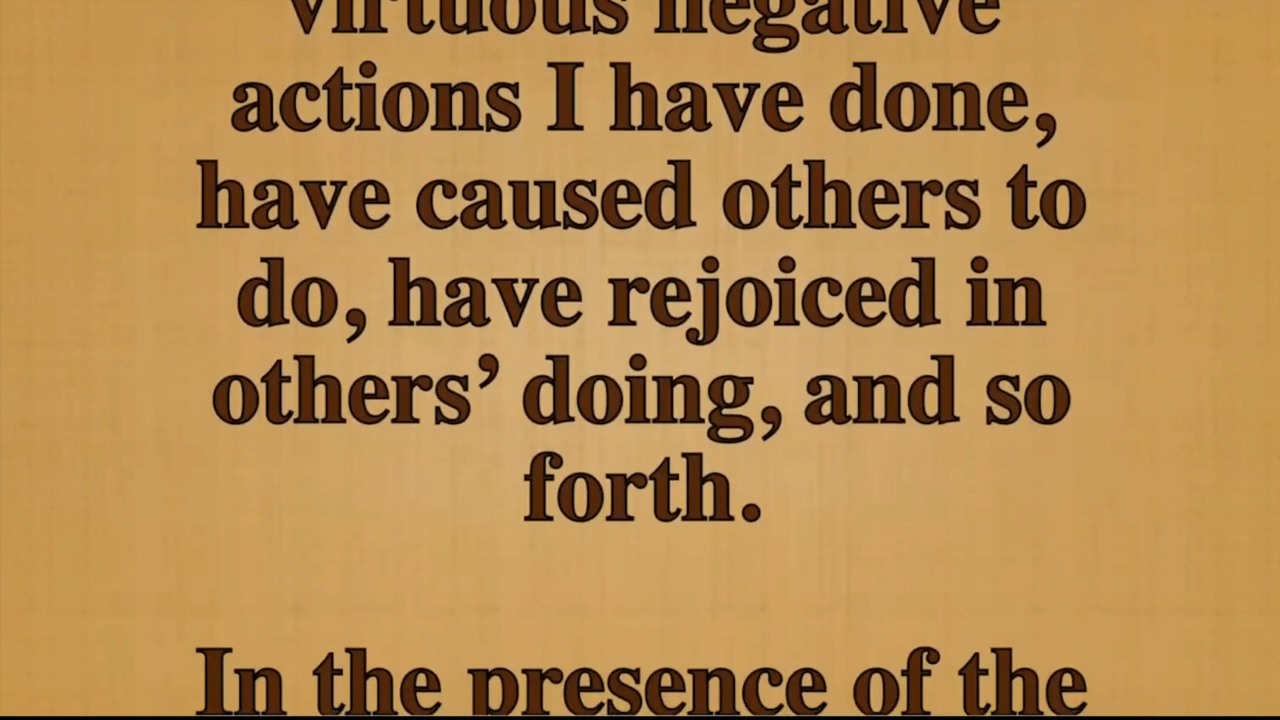 virtuous negative
actions I have done,
have caused others to
do, have rejoiced in
others’ doing, and so
forth.
In the presence of the